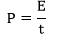 P = E/t